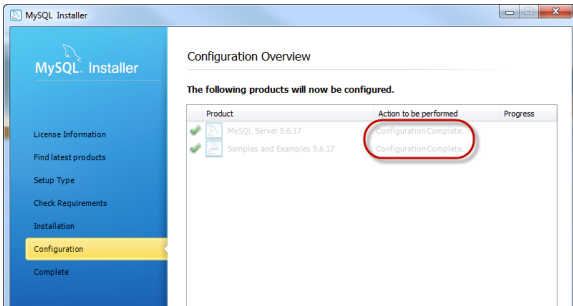 MySQL Installer
MySQL. Installer
License Information
Find latest products
Setup Type
Check Requirements
Installation
Configuration
Complete
Configuration Overview
The following products will now be configured.
Product Action to be performed Progress
MySQL Server 5.6.17 Configuration Complete.
Samples and Examples 5.6.17 Configuration Complete.